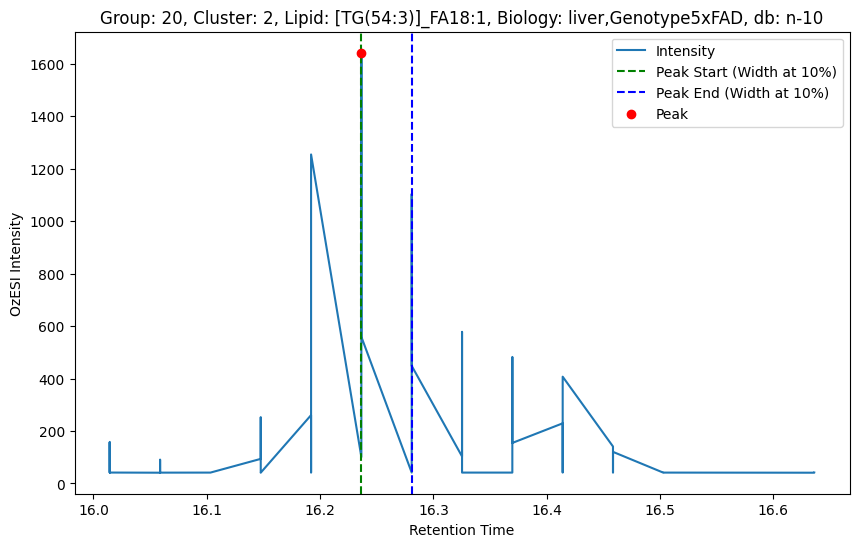 Group: 20, Cluster: 2, Lipid: [TG(54:3)]_FA18:1, Biology: liver,Genotype5xFAD, db: n-10
Intensity
Peak Start (Width at 10%)
Peak End (Width at 10%)
Peak
OzESI Intensity
1600
1400
1200
1000
800
600
400
200
0
16.0 16.1 16.2 16.3 16.4 16.5 16.6
Retention Time